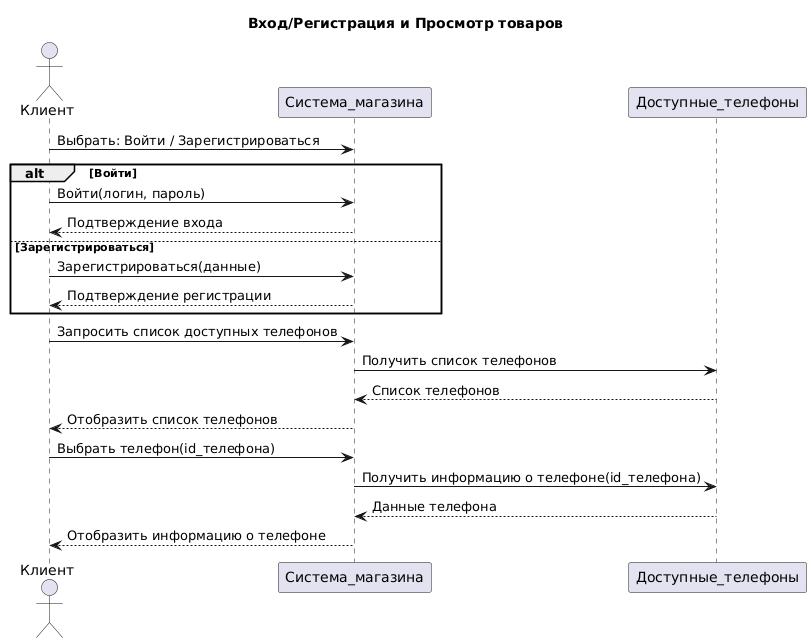 Вход/Регистрация и Просмотр товаров
Клиент
Система_магазина
Доступные_телефоны
Выбрать: Войти / Зарегистрироваться
alt [Войти]
Войти(логин, пароль)
Подтверждение входа
[Зарегистрироваться]
Зарегистрироваться(данные)
Подтверждение регистрации
Запросить список доступных телефонов
Получить список телефонов
Список телефонов
Отобразить список телефонов
Выбрать телефон(id_телефона)
Получить информацию о телефоне(id_телефона)
Данные телефона
Отобразить информацию о телефоне
Клиент
Система_магазина
Доступные_телефоны